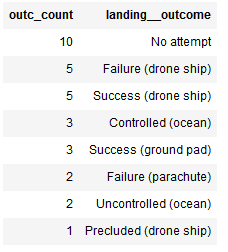 outc_count landing__outcome
10 No attempt
5 Failure (drone ship)
5 Success (drone ship)
3 Controlled (ocean)
3 Success (ground pad)
2 Failure (parachute)
2 Uncontrolled (ocean)
1 Precluded (drone ship)